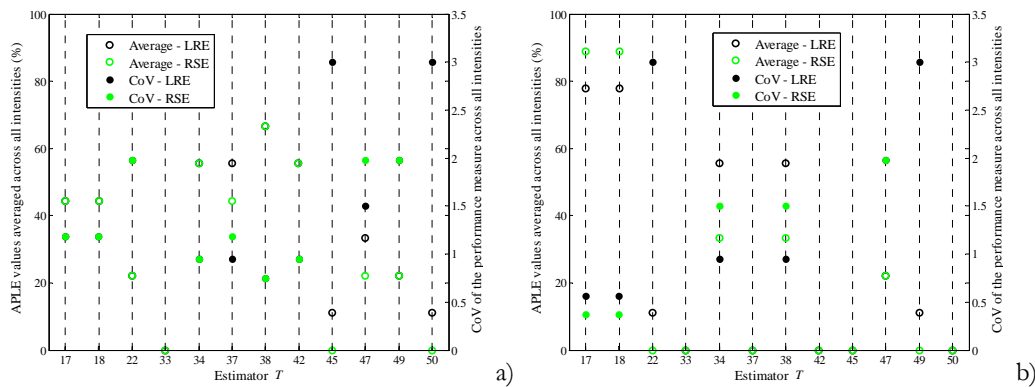 APLE values averaged across all intensities (%)
100
80
60
40
20
0
Average - LRE
Average - RSE
CoV - LRE
CoV - RSE
3.5
3
2.5
2
1.5
1
0.5
0
CoV of the performance measure across all intensities
17 18 22 33 34 37 38 42 45 47 49 50
Estimator T
a)
APLE values averaged across all intensities (%)
100
80
60
40
20
0
Average - LRE
Average - RSE
CoV - LRE
CoV - RSE
3.5
3
2.5
2
1.5
1
0.5
0
CoV of the performance measure across all intensities
17 18 22 33 34 37 38 42 45 47 49 50
Estimator T
b)